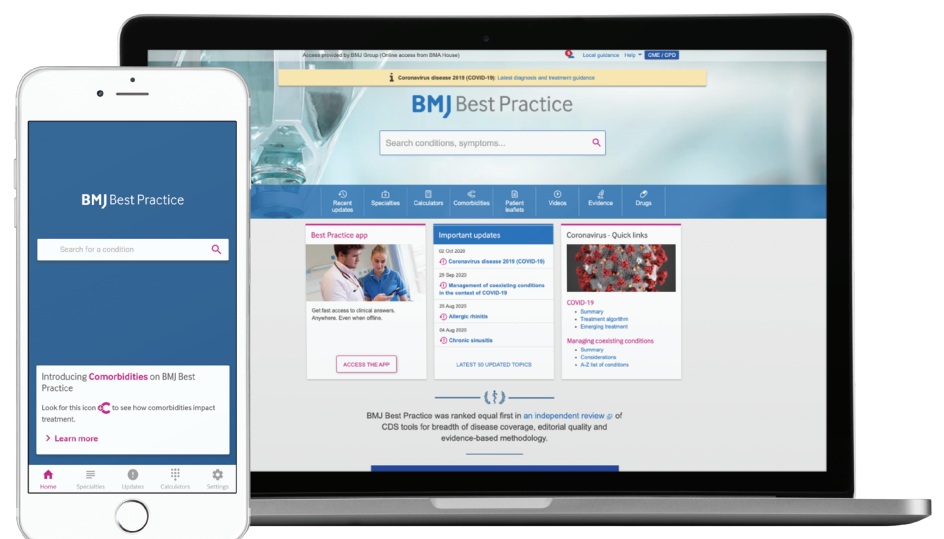 Access provided by BMJ Group (Online access from BMA House)
Local guidance Help CME / CPD
Coronavirus disease 2019 (COVID-19): Latest diagnosis and treatment guidance
BMJ Best Practice
Search conditions, symptoms...
Recent
updates
Specialties
Calculators
Comorbidities
Patient
leaflets
Videos
Evidence
Drugs
Best Practice app
Get fast access to clinical answers.
Anywhere. Even when offline.
ACCESS THE APP
Important updates
02 Oct 2020
Coronavirus disease 2019 (COVID-19)
29 Sep 2020
Management of coexisting conditions
in the context of COVID-19
25 Aug 2020
Allergic rhinitis
04 Aug 2020
Chronic sinusitis
LATEST 50 UPDATED TOPICS
Coronavirus - Quick links
COVID-19
Summary
Treatment algorithm
Emerging treatment
Managing coexisting conditions
Summary
Considerations
A-Z list of conditions
BMJ Best Practice was ranked equal first in an independent review of
CDS tools for breadth of disease coverage, editorial quality and
evidence-based methodology.
BMJ Best Practice
Search for a condition
Introducing Comorbidities on BMJ Best
Practice
Look for this icon to see how comorbidities impact
treatment.
Learn more
Home Specialties Updates Calculators Settings